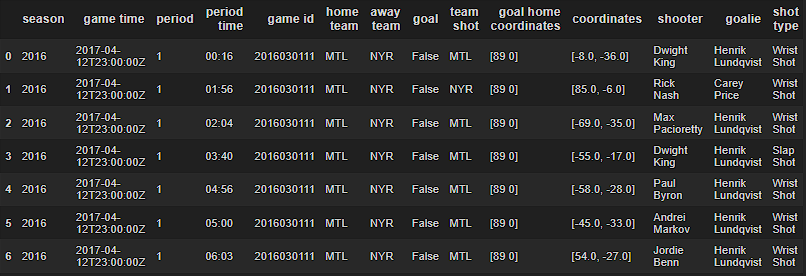 season game time period period time game id home team away team goal team shot goal home coordinates coordinates shooter goalie shot type
0 2016 2017-04-12T23:00:00Z 1 00:16 2016030111 MTL NYR False MTL [89 0] [-8.0, -36.0] Dwight King Henrik Lundqvist Wrist Shot
1 2016 2017-04-12T23:00:00Z 1 01:56 2016030111 MTL NYR False NYR [89 0] [85.0, -6.0] Rick Nash Carey Price Wrist Shot
2 2016 2017-04-12T23:00:00Z 1 02:04 2016030111 MTL NYR False MTL [89 0] [-69.0, -35.0] Max Pacioretty Henrik Lundqvist Wrist Shot
3 2016 2017-04-12T23:00:00Z 1 03:40 2016030111 MTL NYR False MTL [89 0] [-55.0, -17.0] Dwight King Henrik Lundqvist Slap Shot
4 2016 2017-04-12T23:00:00Z 1 04:56 2016030111 MTL NYR False MTL [89 0] [-58.0, -28.0] Paul Byron Henrik Lundqvist Wrist Shot
5 2016 2017-04-12T23:00:00Z 1 05:00 2016030111 MTL NYR False MTL [89 0] [-45.0, -33.0] Andrei Markov Henrik Lundqvist Wrist Shot
6 2016 2017-04-12T23:00:00Z 1 06:03 2016030111 MTL NYR False MTL [89 0] [54.0, -27.0] Jordie Benn Henrik Lundqvist Wrist Shot